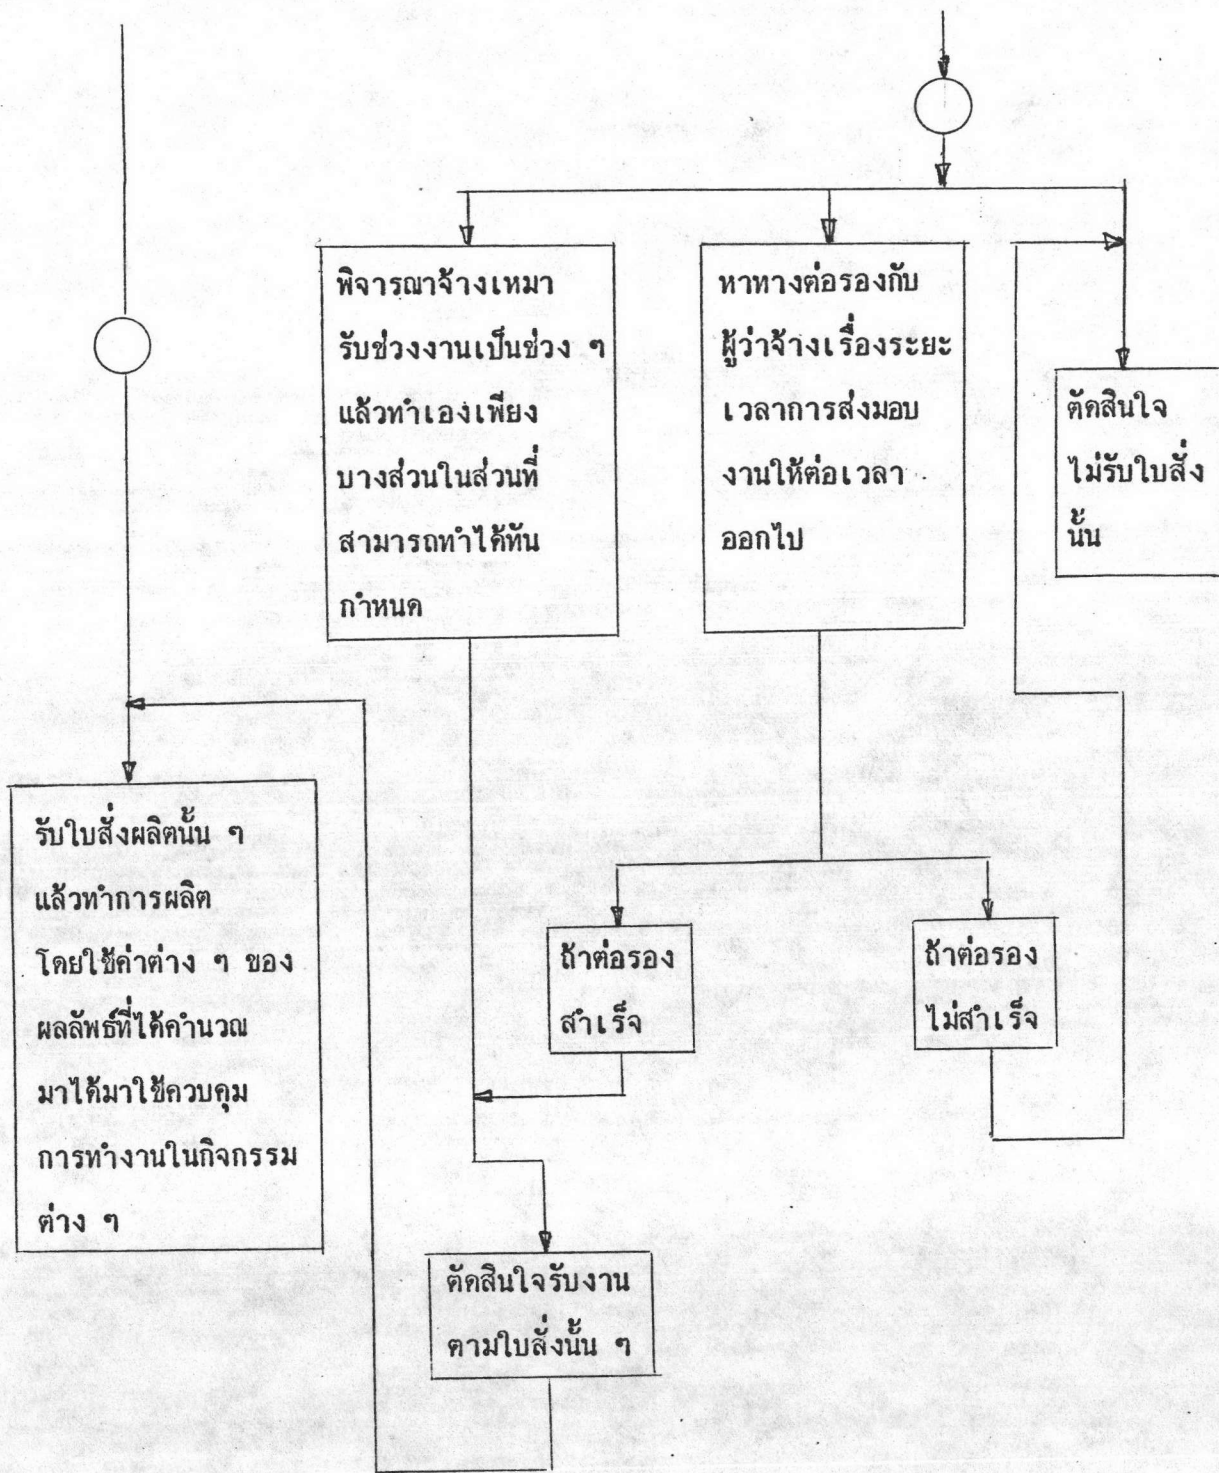 พิจารณาจ้างเหมา
รับช่วงงานเป็นช่วง ๆ
แล้วทำเองเพียง
บางส่วนในส่วนที่
สามารถทำได้ทัน
กำหนด
หาทางต่อรองกับ
ผู้ว่าจ้างเรื่องระยะ
เวลาการส่งมอบ
งานให้ต่อเวลา
ออกไป
ตัดสินใจ
ไม่รับใบสั่ง
นั้น
รับใบสั่งผลิตนั้น ๆ
แล้วทำการผลิต
โดยใช้ค่าต่าง ๆ ของ
ผลลัพธ์ที่ได้คำนวณ
มาได้มาใช้ควบคุม
การทำงานในกิจกรรม
ต่าง ๆ
ถ้าต่อรอง
สำเร็จ
ถ้าต่อรอง
ไม่สำเร็จ
ตัดสินใจรับงาน
ตามใบสั่งนั้น ๆ